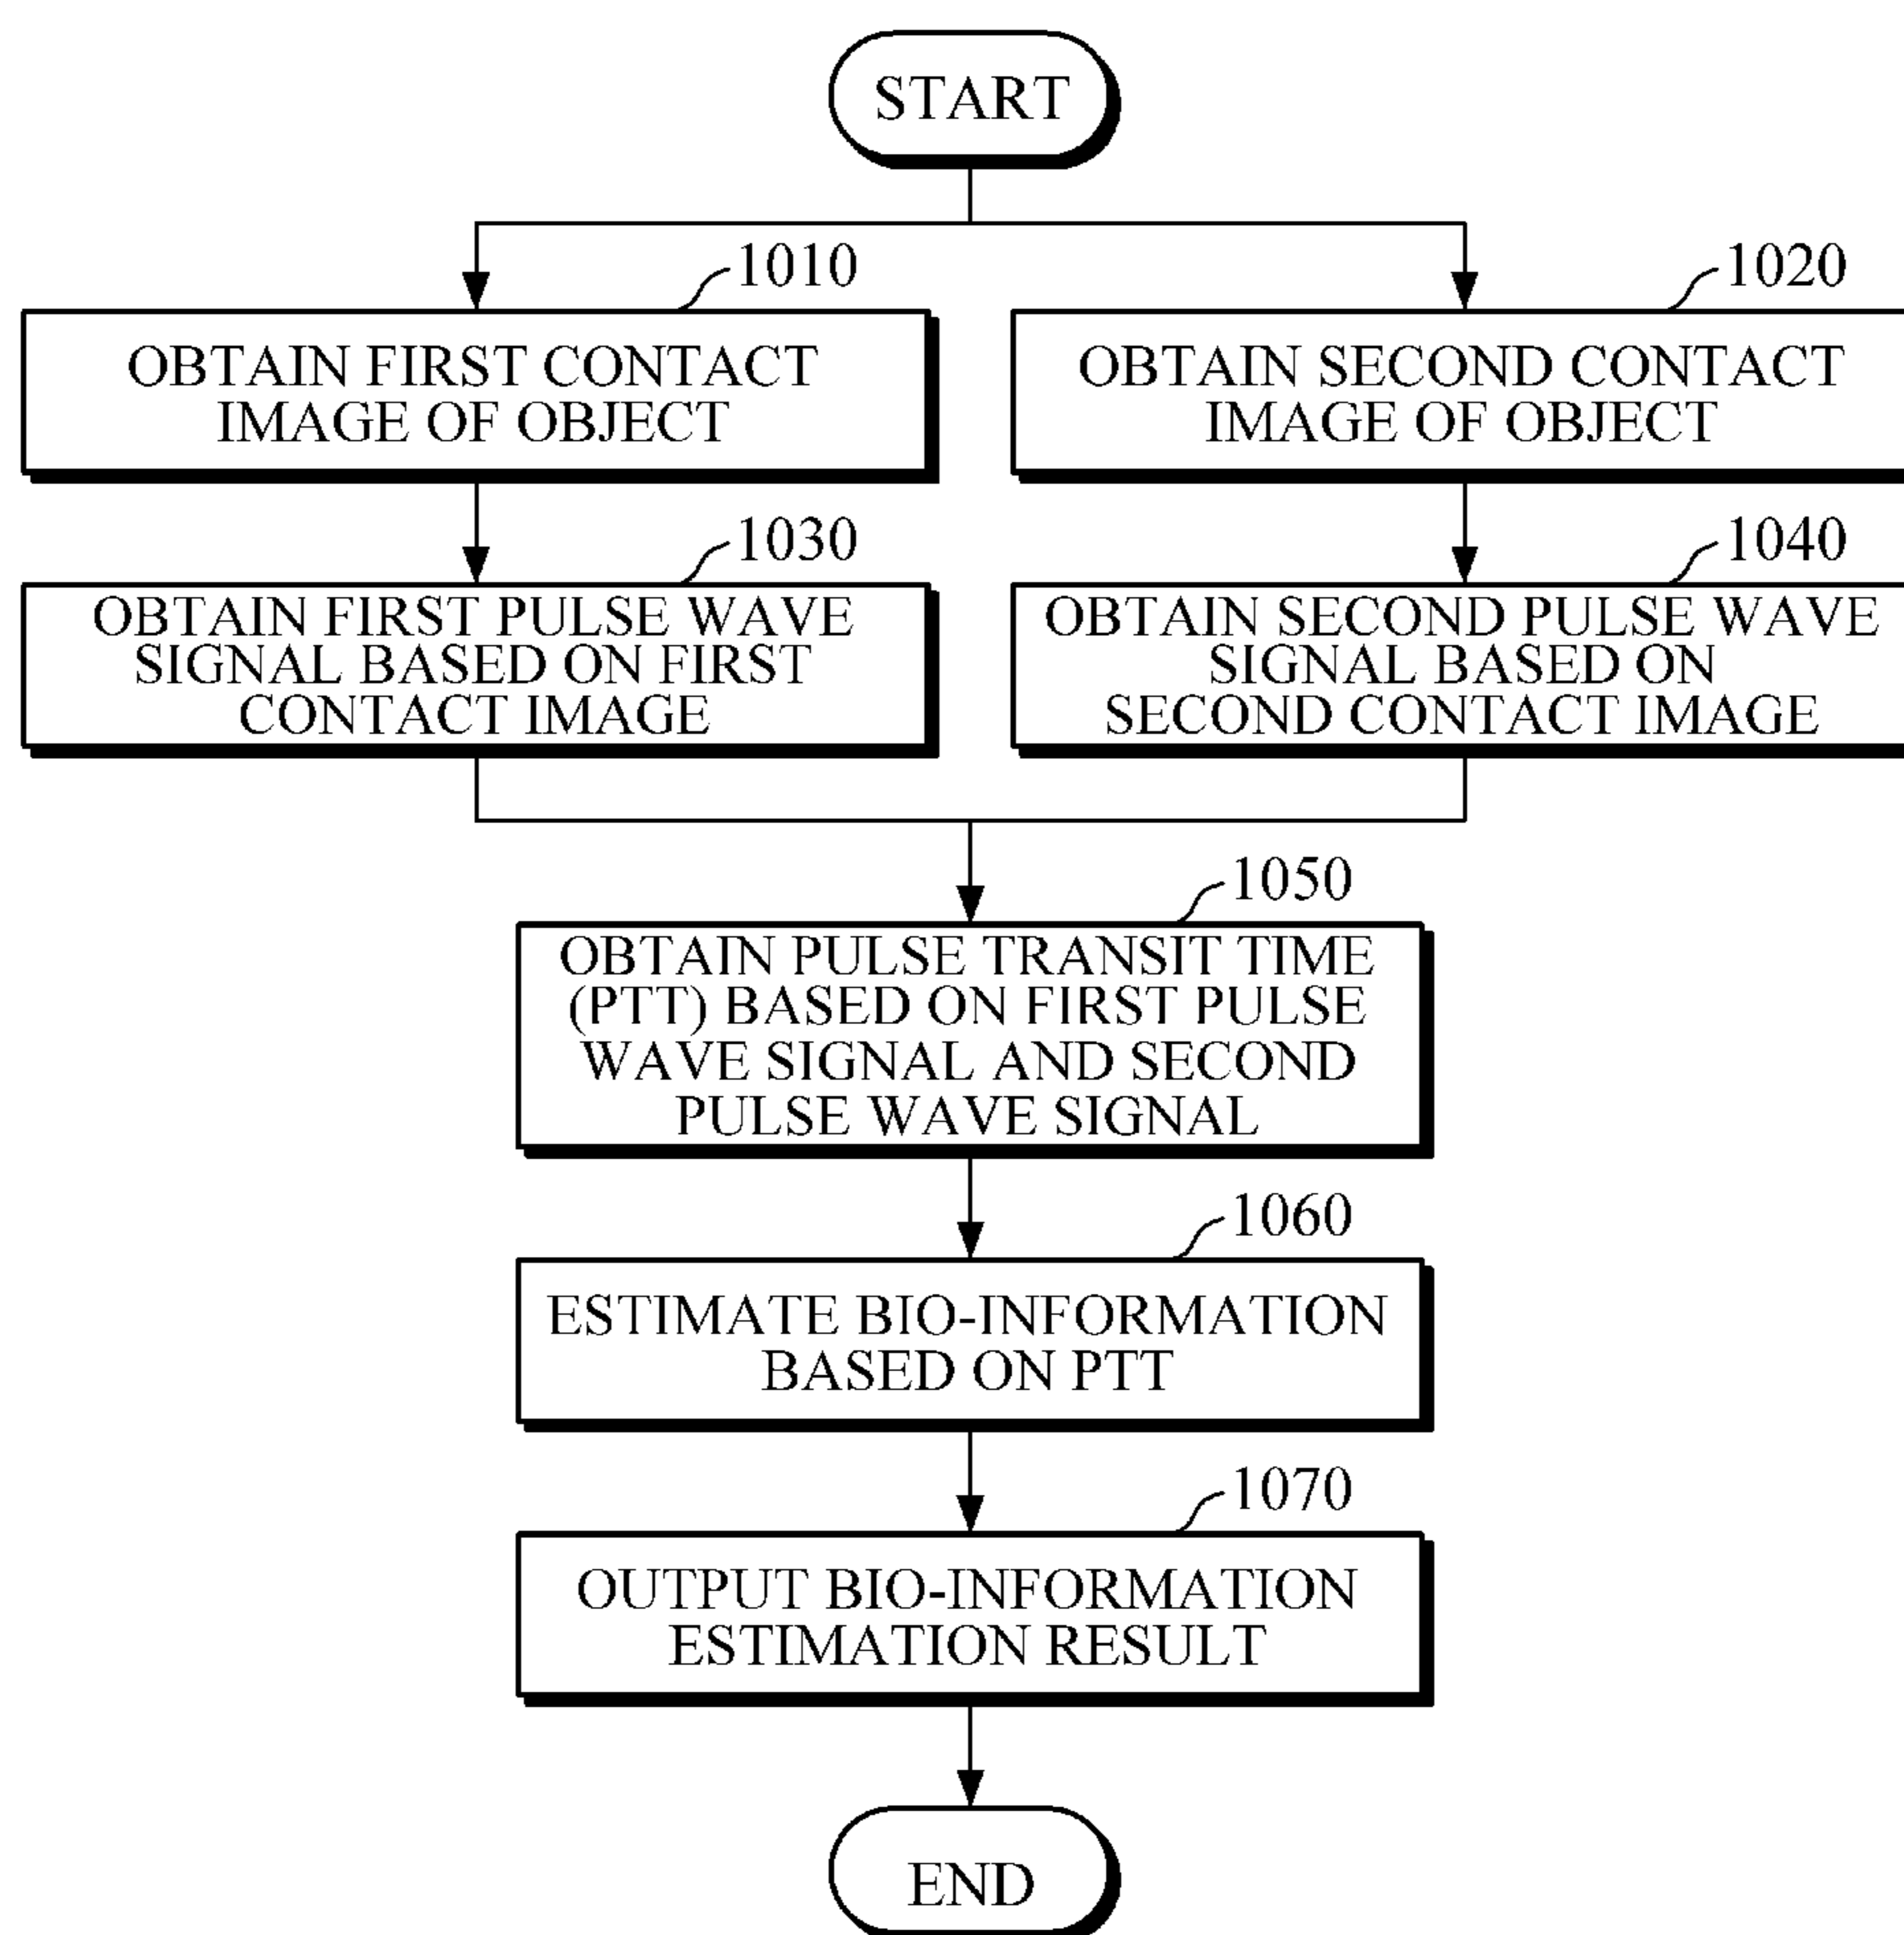 START
1010
OBTAIN FIRST CONTACT
IMAGE OF OBJECT
1020
OBTAIN SECOND CONTACT
IMAGE OF OBJECT
1030
OBTAIN FIRST PULSE WAVE
SIGNAL BASED ON FIRST
CONTACT IMAGE
1040
OBTAIN SECOND PULSE WAVE
SIGNAL BASED ON
SECOND CONTACT IMAGE
1050
OBTAIN PULSE TRANSIT TIME
(PTT) BASED ON FIRST PULSE
WAVE SIGNAL AND SECOND
PULSE WAVE SIGNAL
1060
ESTIMATE BIO-INFORMATION
BASED ON PTT
1070
OUTPUT BIO-INFORMATION
ESTIMATION RESULT
END